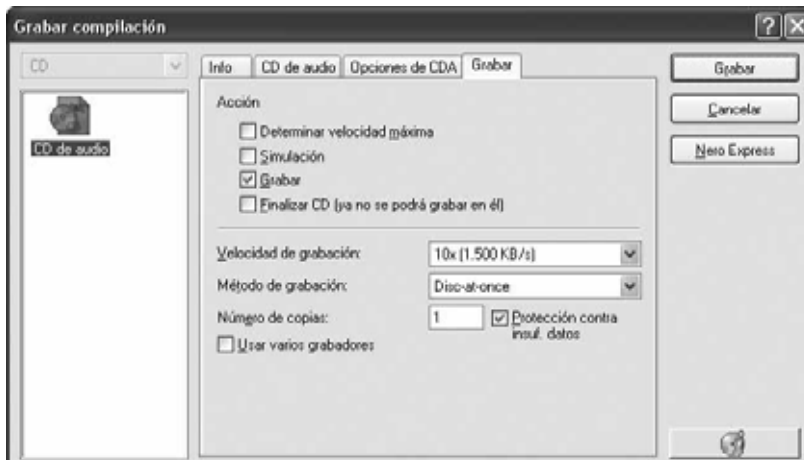 Grabar compilación
CD
Info CD de audio Opciones de CDA Grabar
Grabar
Cancelar
Nero Express
CD de audio
Acción
Determinar velocidad máxima
Simulación
Grabar
Finalizar CD (ya no se podrá grabar en él)
Velocidad de grabación: 10x (1.500 KB/s)
Método de grabación: Disc-at-once
Número de copias: 1 Protección contra
insuf. datos
Usar varios grabadores